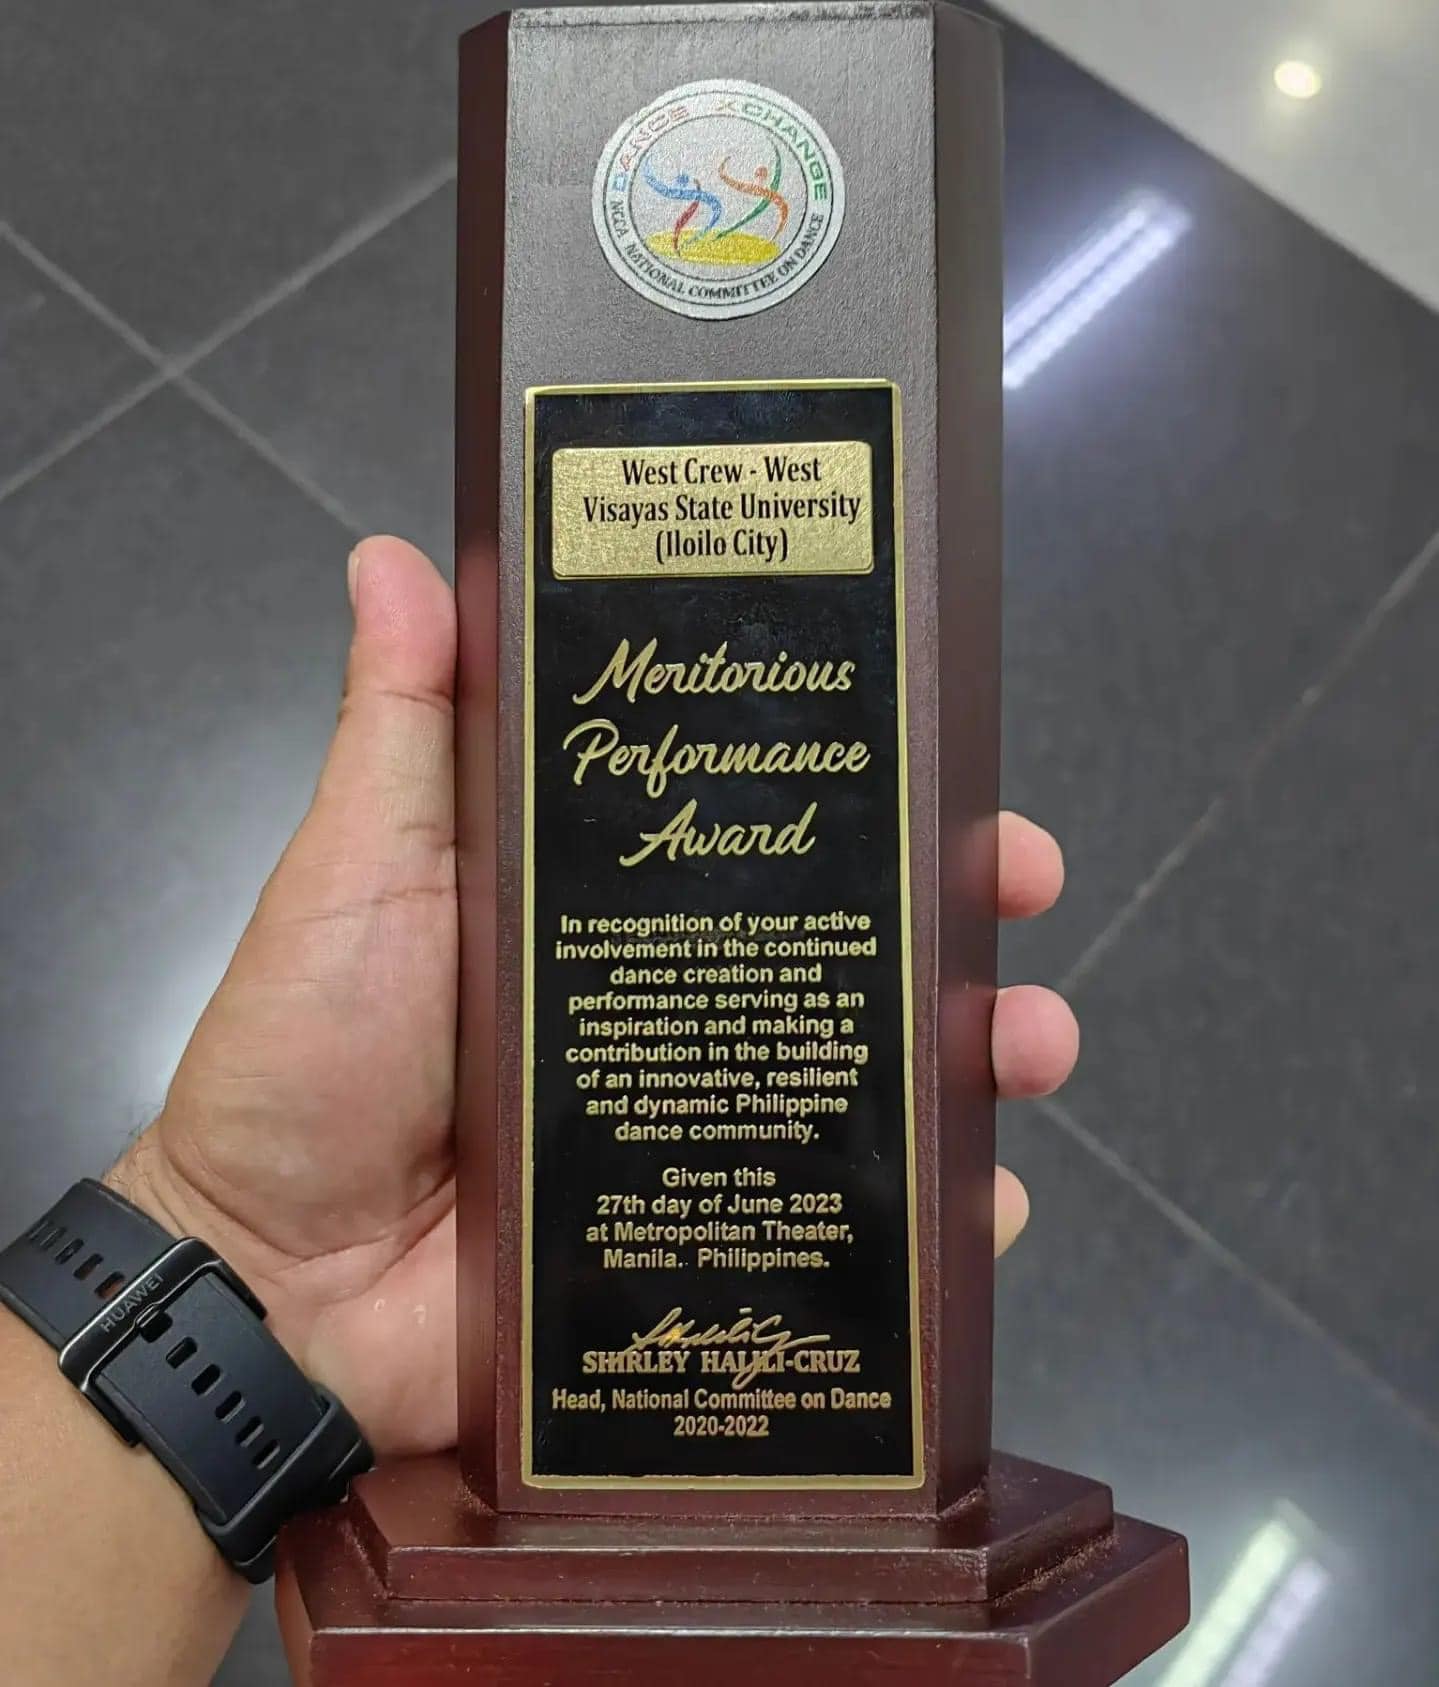 DANCE XCHANGE
NCCA NATIONAL COMMITTEE ON DANCE
West Crew - West
Visayas State University
(Iloilo City)
Meritorious
Performance
Award
In recognition of your active
involvement in the continued
dance creation and
performance serving as an
inspiration and making a
contribution in the building
of an innovative, resilient
and dynamic Philippine
dance community.
Given this
27th day of June 2023
at Metropolitan Theater,
Manila.. Philippines.
SHIRLEY HALILI-CRUZ
Head, National Committee on Dance
2020-2022
HUAWEI